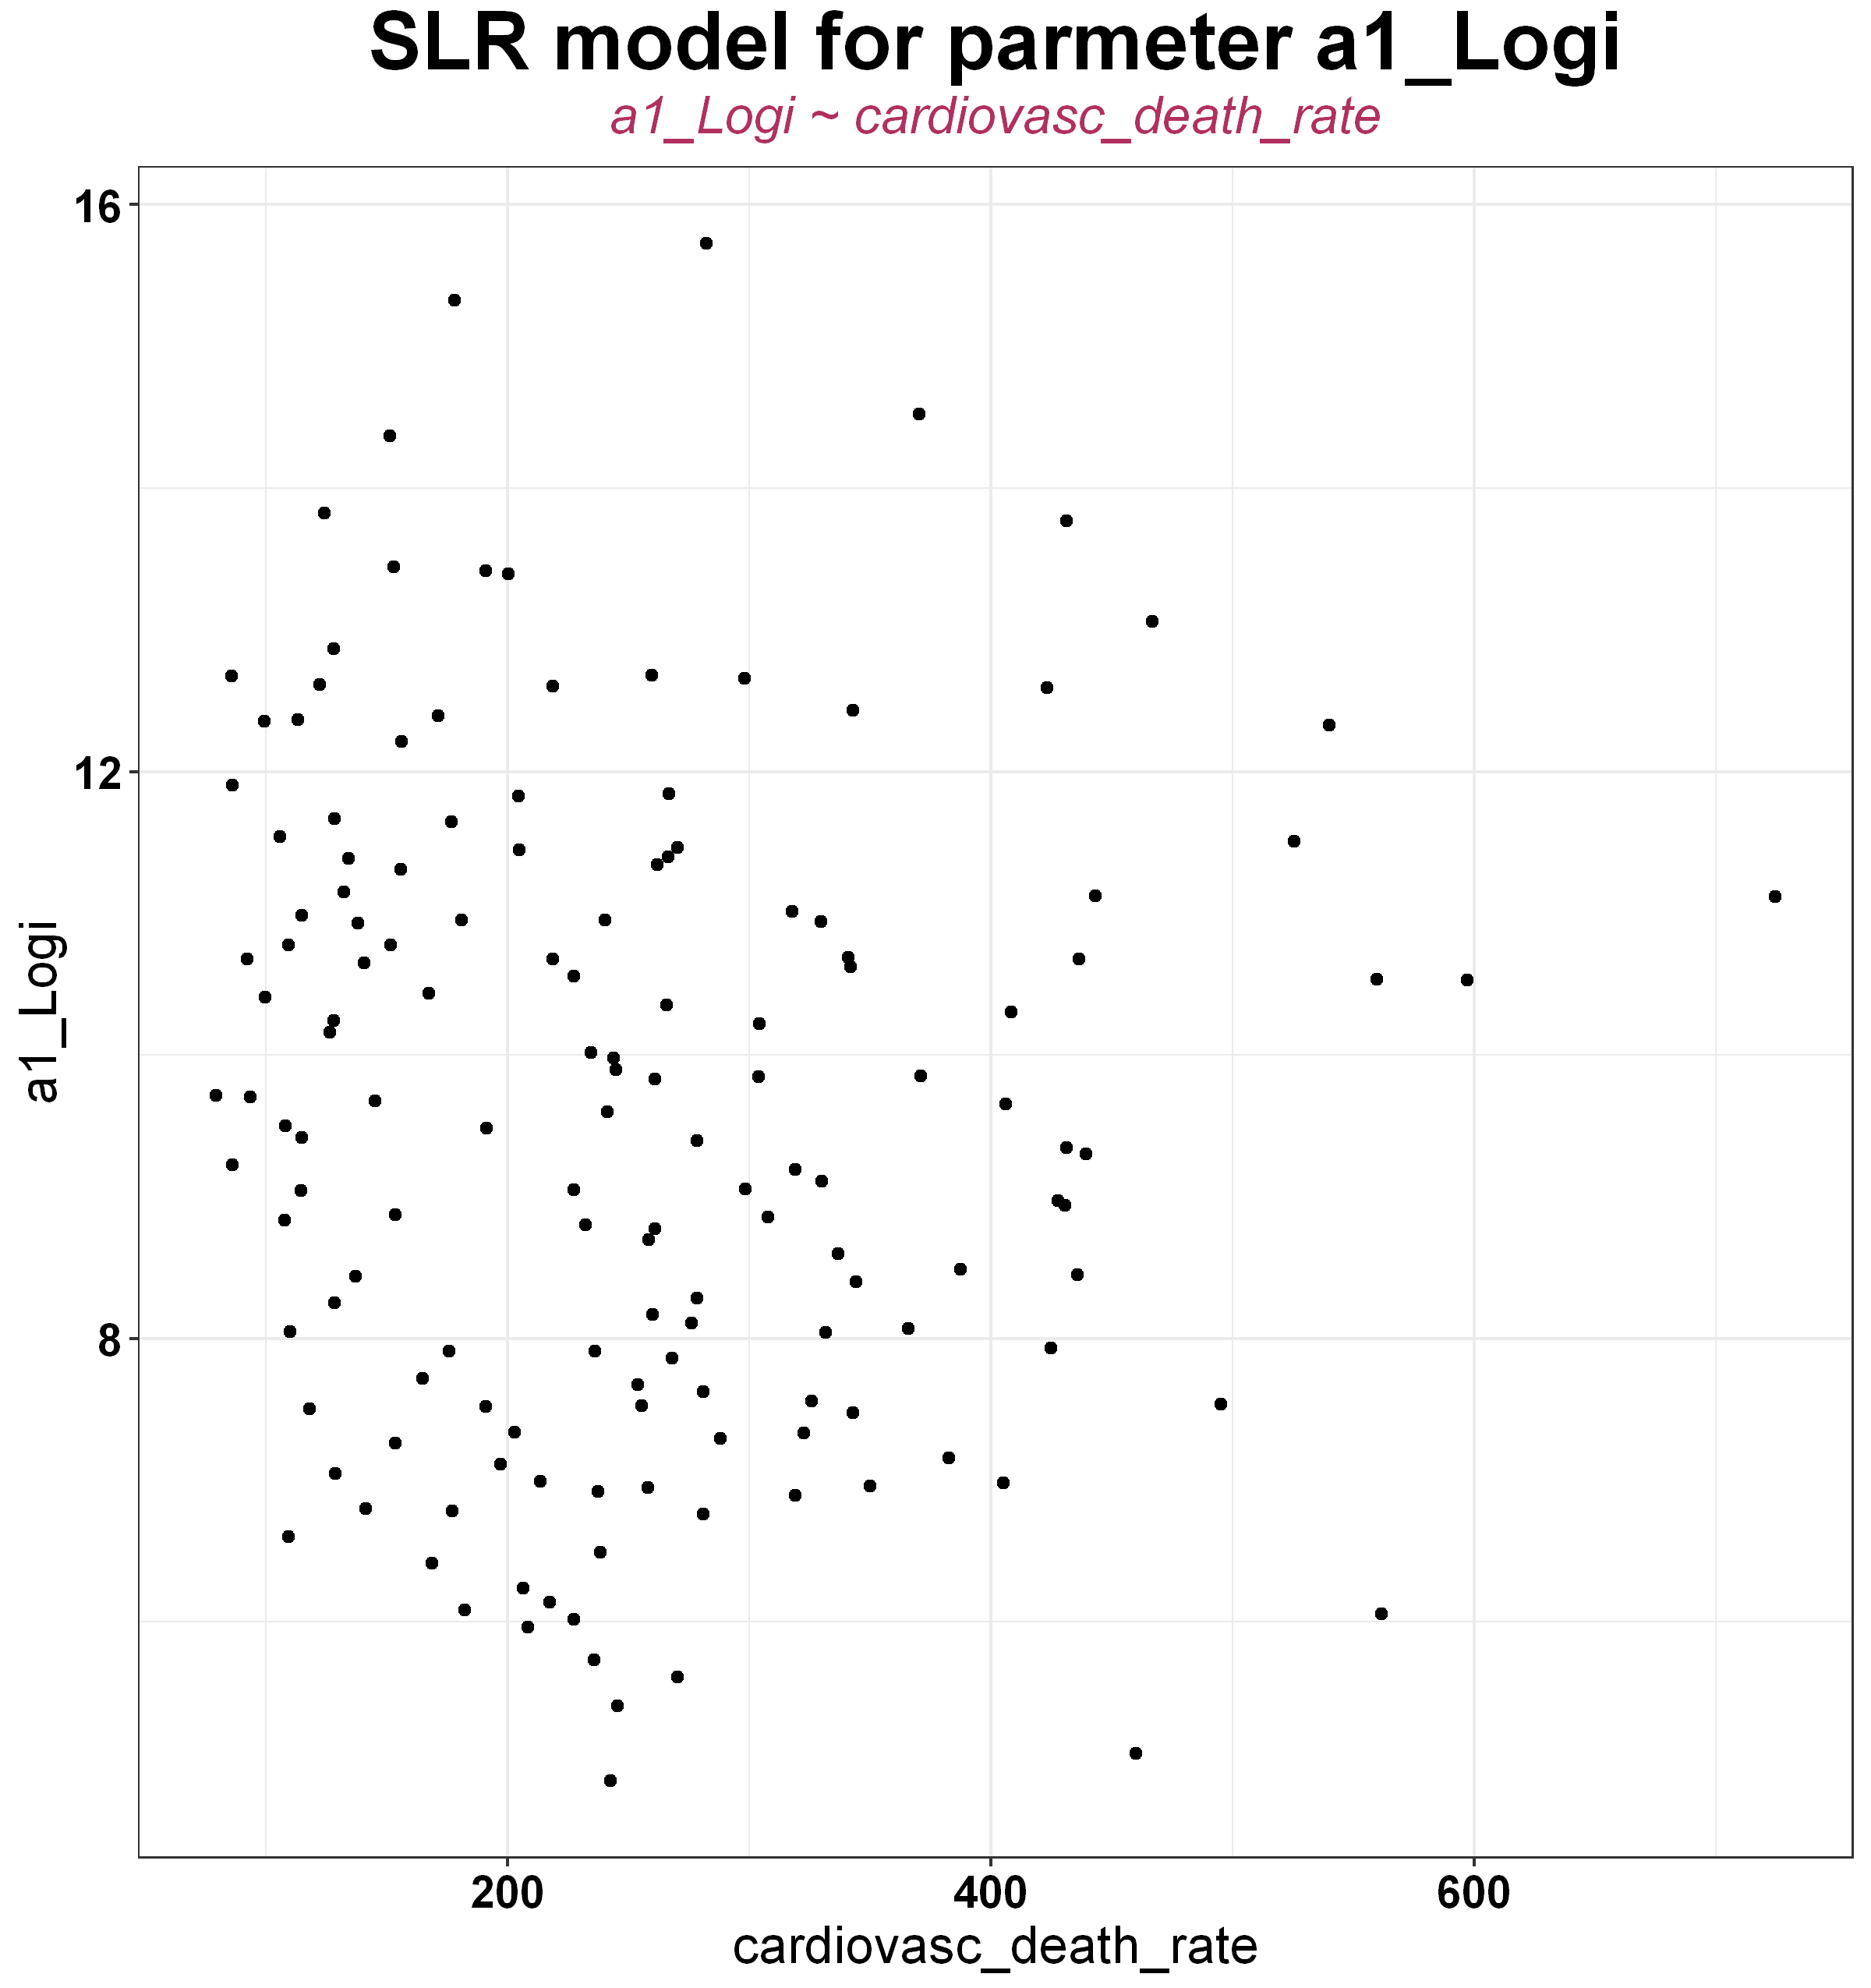 SLR model for parmeter a1_Logi
a1_Logi ~ cardiovasc_death_rate
16
12
8
a1_Logi
200
400
600
cardiovasc_death_rate